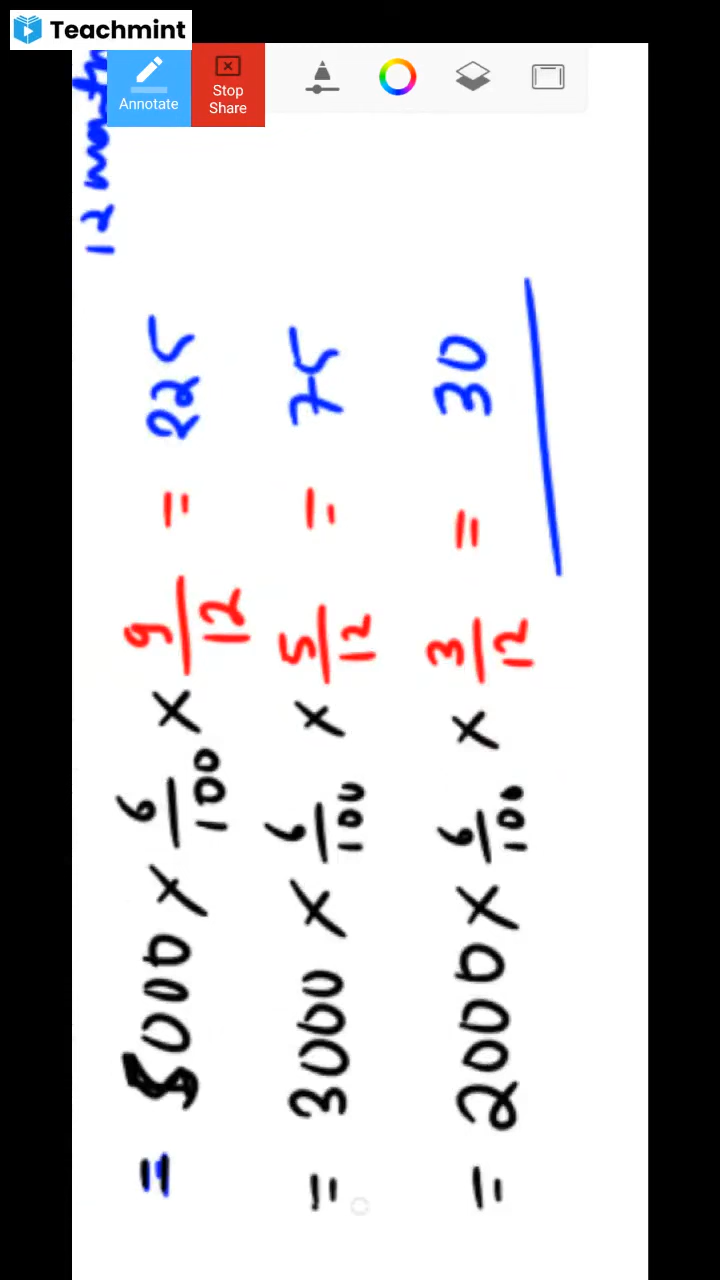 Teachmint
Annotate
Stop
Share
= 5000 × 6/100 × 9/12 = 225
= 3000 × 6/100 × 5/12 = 75
= 2000 × 6/100 × 3/12 = 30
12